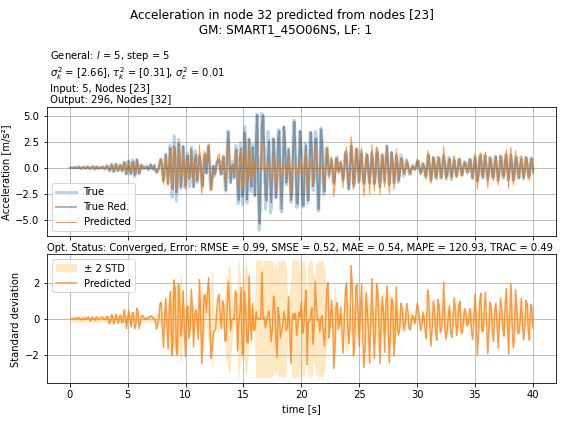 Acceleration in node 32 predicted from nodes [23]
GM: SMART1_45O06NS, LF: 1
General: l = 5, step = 5
σ²ₖ = [2.66], τ²ₖ = [0.31], σ²ε = 0.01
Input: 5, Nodes [23]
Output: 296, Nodes [32]
Acceleration [m/s²]
5.0
2.5
0.0
−2.5
−5.0
True
True Red.
Predicted
Opt. Status: Converged, Error: RMSE = 0.99, SMSE = 0.52, MAE = 0.54, MAPE = 120.93, TRAC = 0.49
Standard deviation
2
0
−2
± 2 STD
Predicted
0 5 10 15 20 25 30 35 40
time [s]